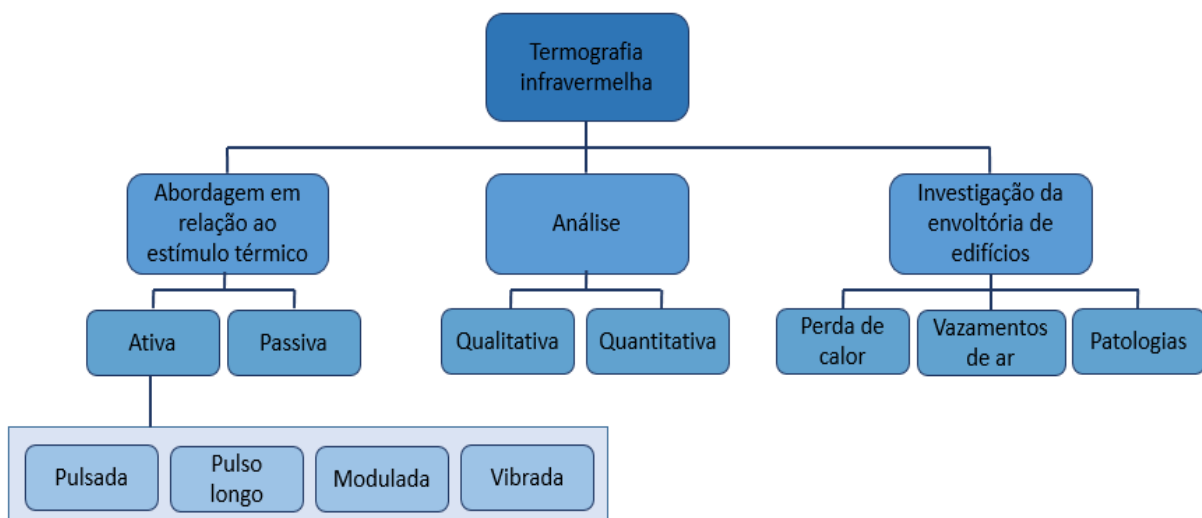 Termografia
infravermelha
Abordagem em
relação ao
estímulo térmico
Análise
Investigação da
envoltória de
edifícios
Ativa
Passiva
Qualitativa
Quantitativa
Perda de
calor
Vazamentos
de ar
Patologias
Pulsada
Pulso
longo
Modulada
Vibrada